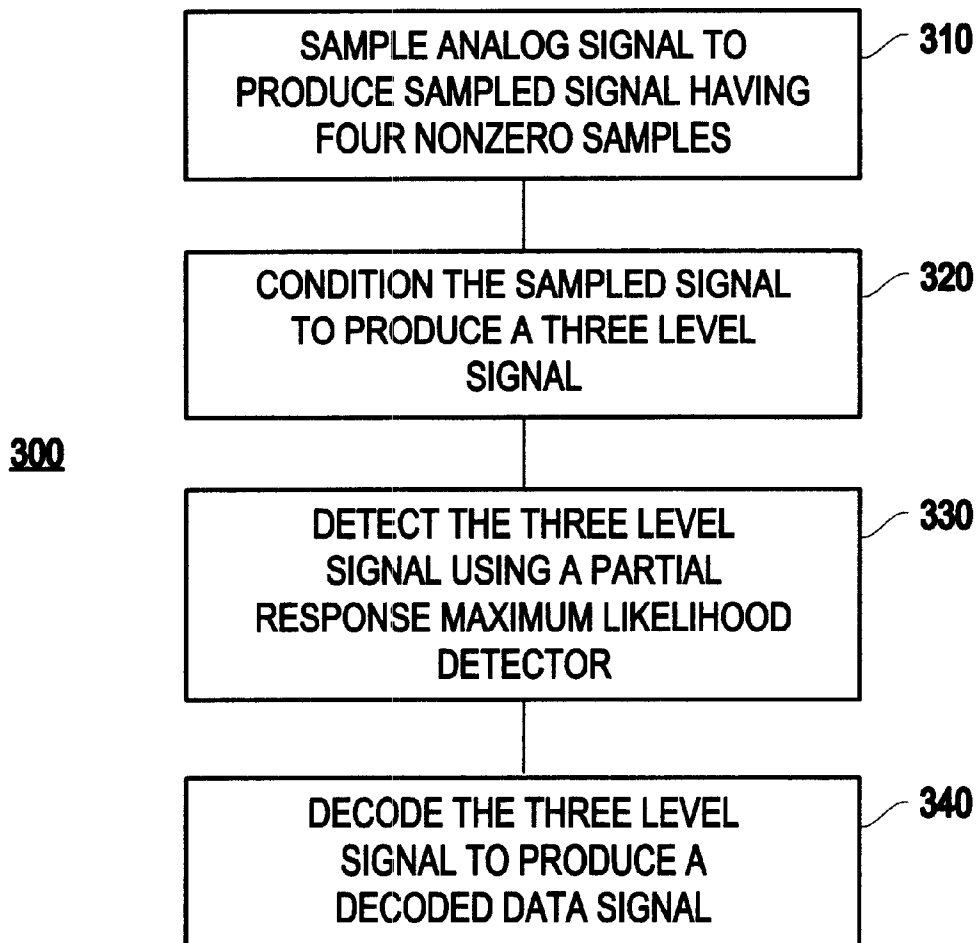 SAMPLE ANALOG SIGNAL TO
PRODUCE SAMPLED SIGNAL HAVING
FOUR NONZERO SAMPLES
310
CONDITION THE SAMPLED SIGNAL
TO PRODUCE A THREE LEVEL
SIGNAL
320
300
DETECT THE THREE LEVEL
SIGNAL USING A PARTIAL
RESPONSE MAXIMUM LIKELIHOOD
DETECTOR
330
DECODE THE THREE LEVEL
SIGNAL TO PRODUCE A
DECODED DATA SIGNAL
340